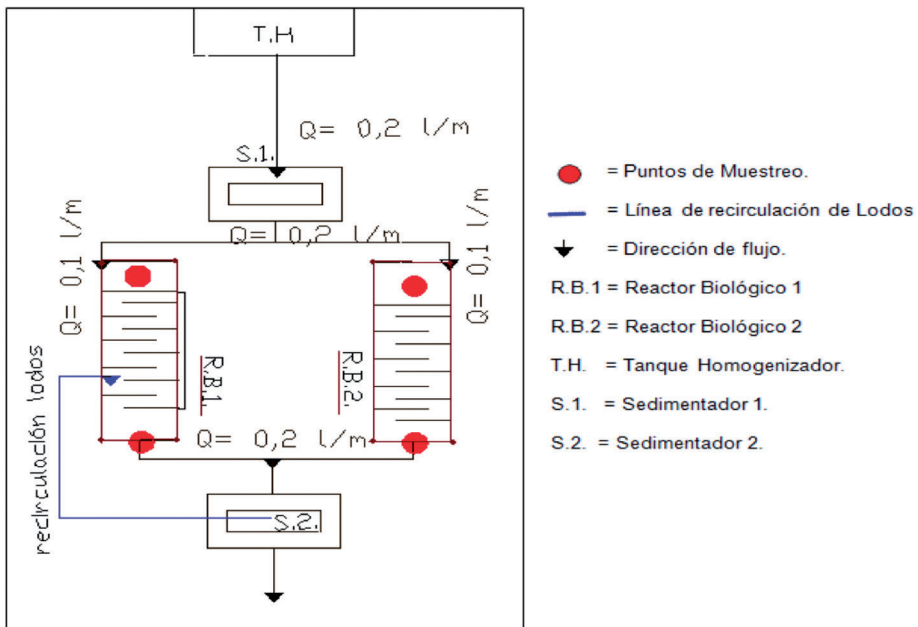 T.H
Q= 0,2 l/m
S.1.
Q= 0,2 l/m
Q= 0,1 l/m
Q= 0,1 l/m
R.B.1.
R.B.2.
Q= 0,2 l/m
recirculación lodos
S.2.
= Puntos de Muestreo.
= Línea de recirculación de Lodos
= Dirección de flujo.
R.B.1 = Reactor Biológico 1
R.B.2 = Reactor Biológico 2
T.H. = Tanque Homogenizador.
S.1. = Sedimentador 1.
S.2. = Sedimentador 2.